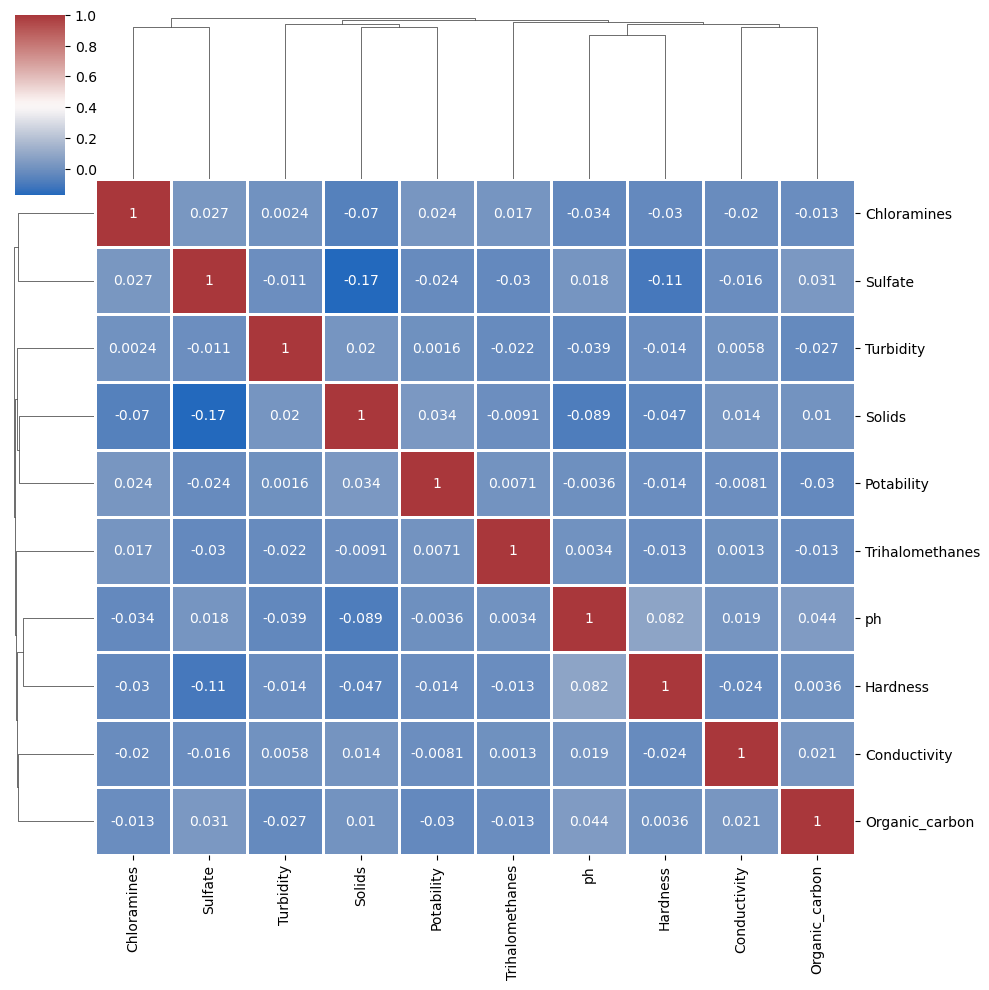 1.0
0.8
0.6
0.4
0.2
0.0
1 0.027 0.0024 -0.07 0.024 0.017 -0.034 -0.03 -0.02 -0.013 Chloramines
0.027 1 -0.011 -0.17 -0.024 -0.03 0.018 -0.11 -0.016 0.031 Sulfate
0.0024 -0.011 1 0.02 0.0016 -0.022 -0.039 -0.014 0.0058 -0.027 Turbidity
-0.07 -0.17 0.02 1 0.034 -0.0091 -0.089 -0.047 0.014 0.01 Solids
0.024 -0.024 0.0016 0.034 1 0.0071 -0.0036 -0.014 -0.0081 -0.03 Potability
0.017 -0.03 -0.022 -0.0091 0.0071 1 0.0034 -0.013 0.0013 -0.013 Trihalomethanes
-0.034 0.018 -0.039 -0.089 -0.0036 0.0034 1 0.082 0.019 0.044 ph
-0.03 -0.11 -0.014 -0.047 -0.014 -0.013 0.082 1 -0.024 0.0036 Hardness
-0.02 -0.016 0.0058 0.014 -0.0081 0.0013 0.019 -0.024 1 0.021 Conductivity
-0.013 0.031 -0.027 0.01 -0.03 -0.013 0.044 0.0036 0.021 1 Organic_carbon
Chloramines
Sulfate
Turbidity
Solids
Potability
Trihalomethanes
ph
Hardness
Conductivity
Organic_carbon